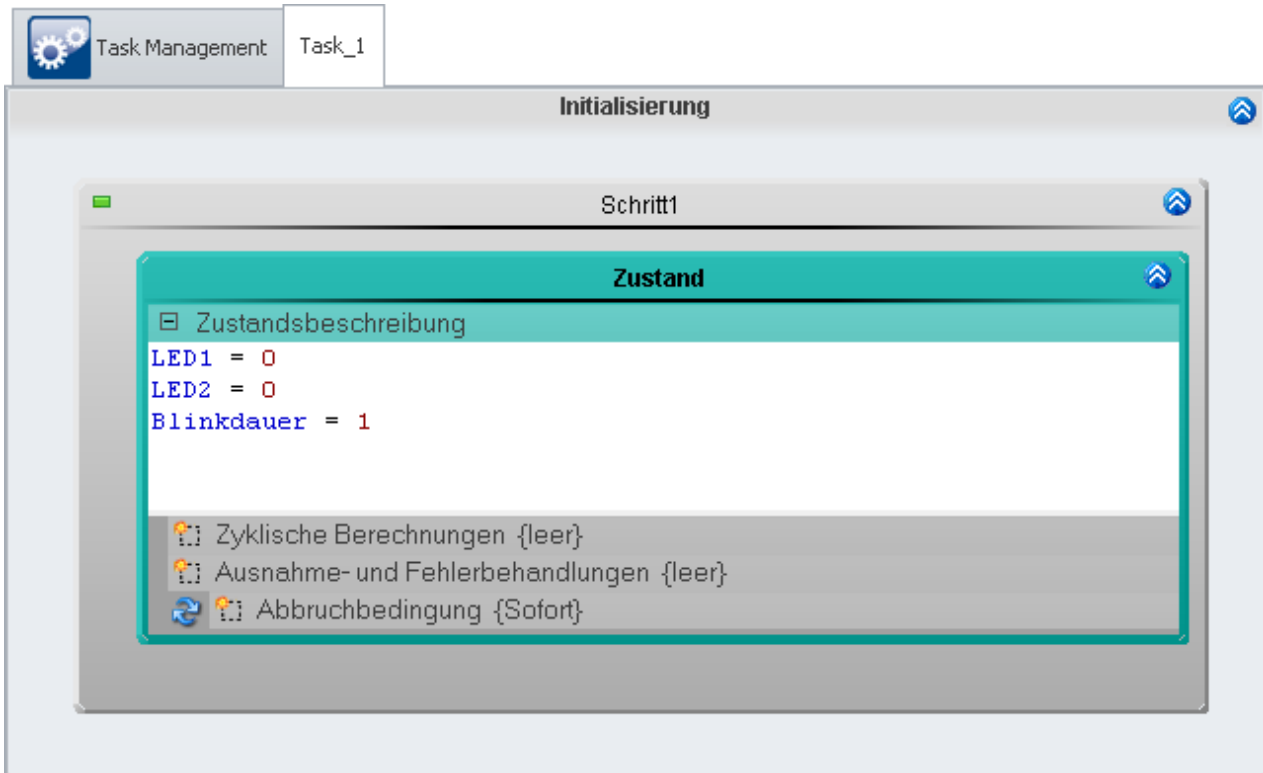 Task Management
Task_1
Initialisierung
Schritt1
Zustand
Zustandsbeschreibung
LED1 = 0
LED2 = 0
Blinkdauer = 1
Zyklische Berechnungen {leer}
Ausnahme- und Fehlerbehandlungen {leer}
Abbruchbedingung {Sofort}